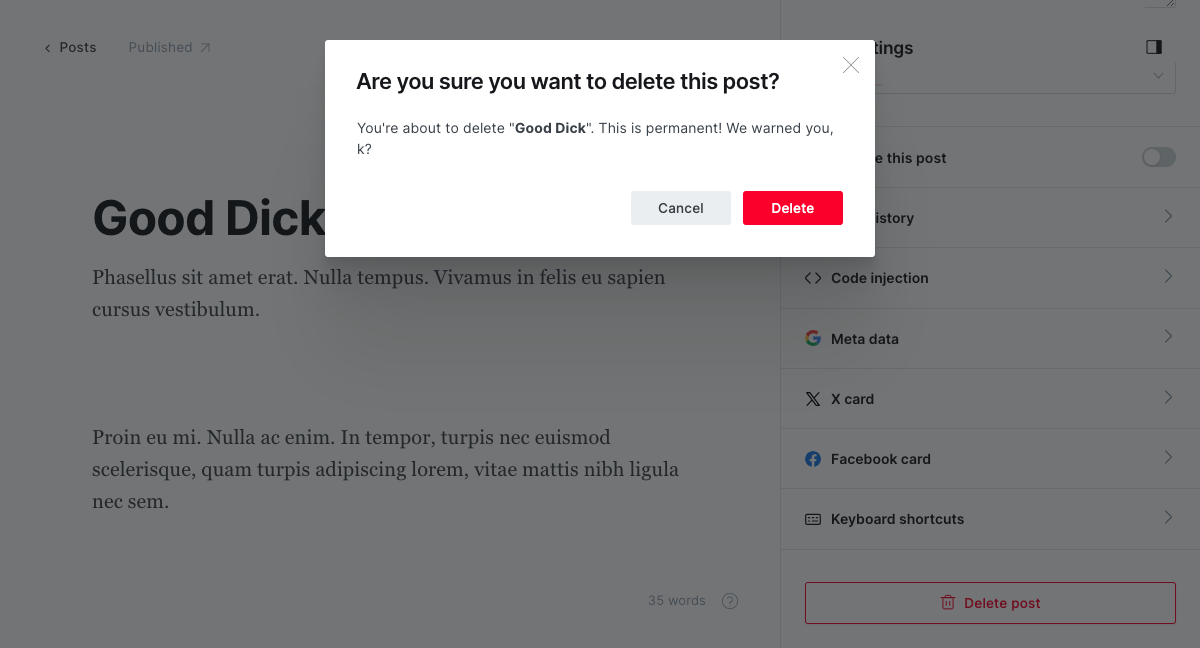 Posts
Published
Are you sure you want to delete this post?
You're about to delete "Good Dick". This is permanent! We warned you,
k?
Cancel
Delete
Good Dick
Phasellus sit amet erat. Nulla tempus. Vivamus in felis eu sapien
cursus vestibulum.
Proin eu mi. Nulla ac enim. In tempor, turpis nec euismod
scelerisque, quam turpis adipiscing lorem, vitae mattis nibh ligula
nec sem.
35 words
tings
e this post
istory
Code injection
Meta data
X card
Facebook card
Keyboard shortcuts
Delete post